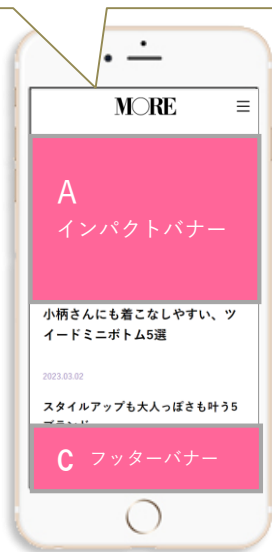 MORE
A
インパクトバナー
小柄さんにも着こなしやすい、ツ
イードミニボトム5選
2023.03.02
スタイルアップも大人っぽさも叶う5
C フッターバナー